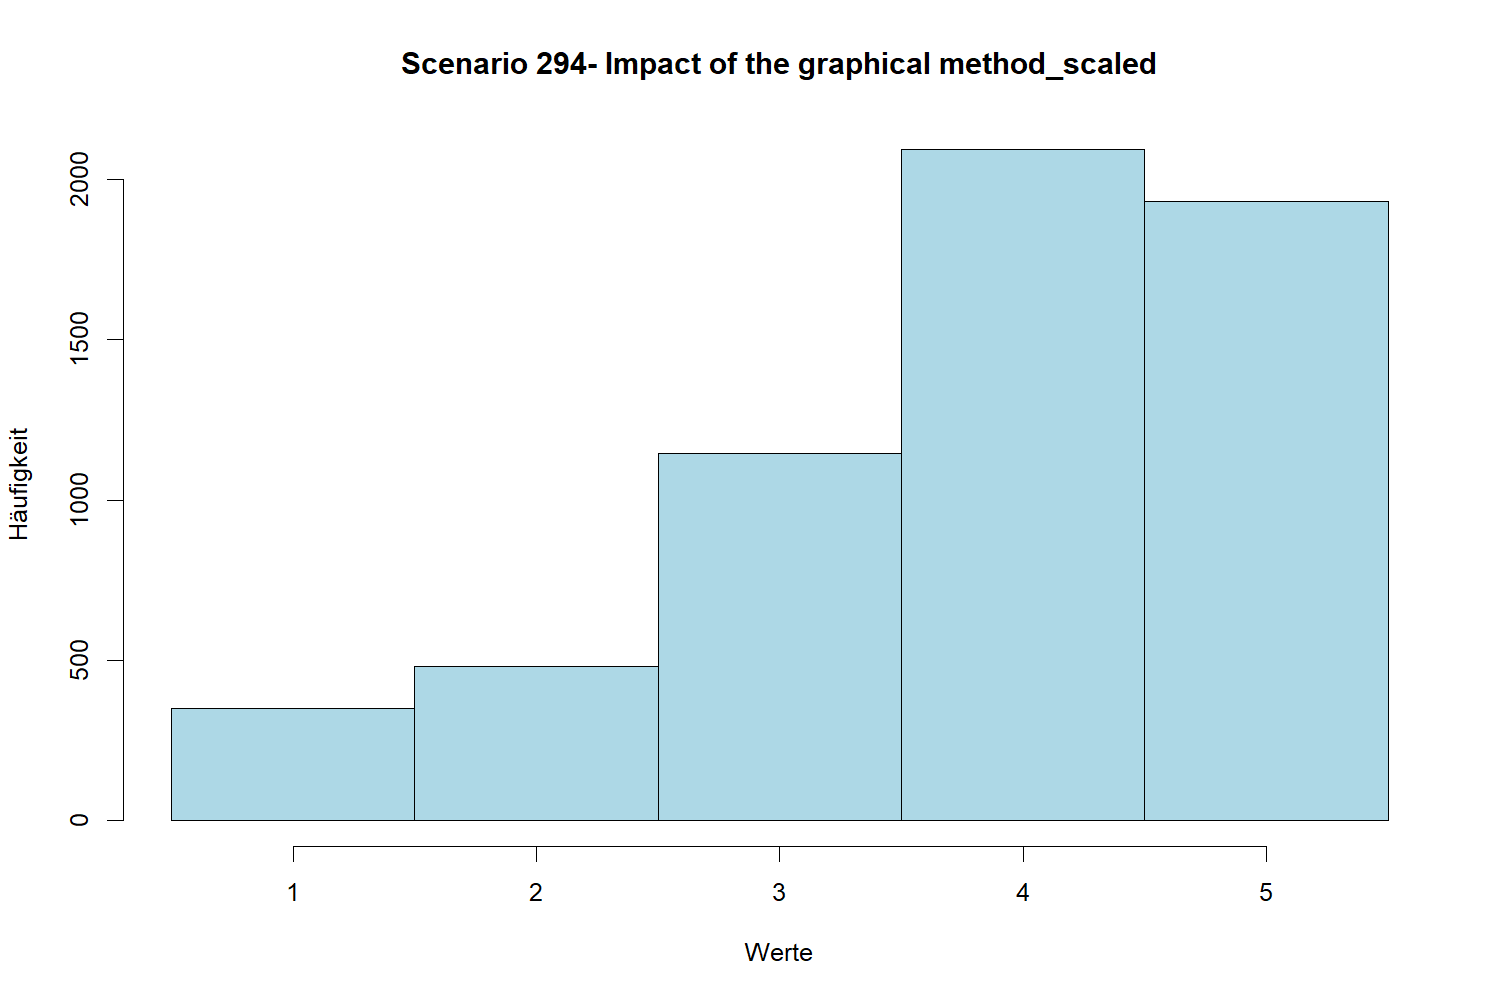 Scenario 294- Impact of the graphical method_scaled
Häufigkeit
2000
1500
1000
500
0
1 2 3 4 5
Werte